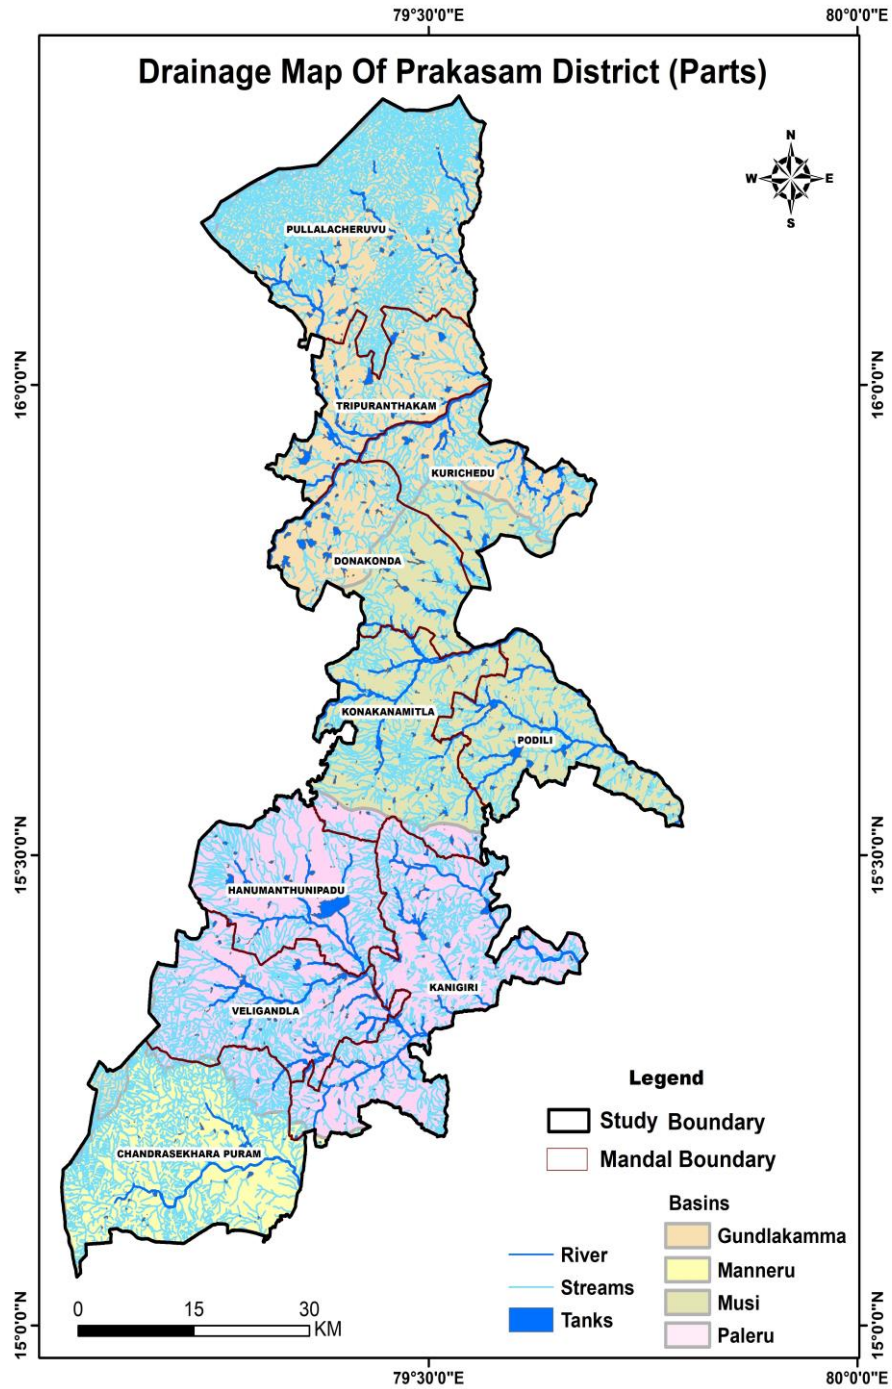 79°30'0"E
80°0'0"E
Drainage Map Of Prakasam District (Parts)
N
W
E
S
PULLALACHERUVU
16°0'0"N
16°0'0"N
TRIPURANTHAKAM
KURICHEDU
DONAKONDA
KONAKANAMITLA
PODILI
15°30'0"N
15°30'0"N
HANUMANTHUNIPADU
KANIGIRI
VELIGANDLA
CHANDRASEKHARA PURAM
Legend
Study Boundary
Mandal Boundary
Basins
Gundlakamma
Manneru
Musi
Paleru
River
Streams
Tanks
0 15 30
KM
15°0'0"N
15°0'0"N
79°30'0"E
80°0'0"E